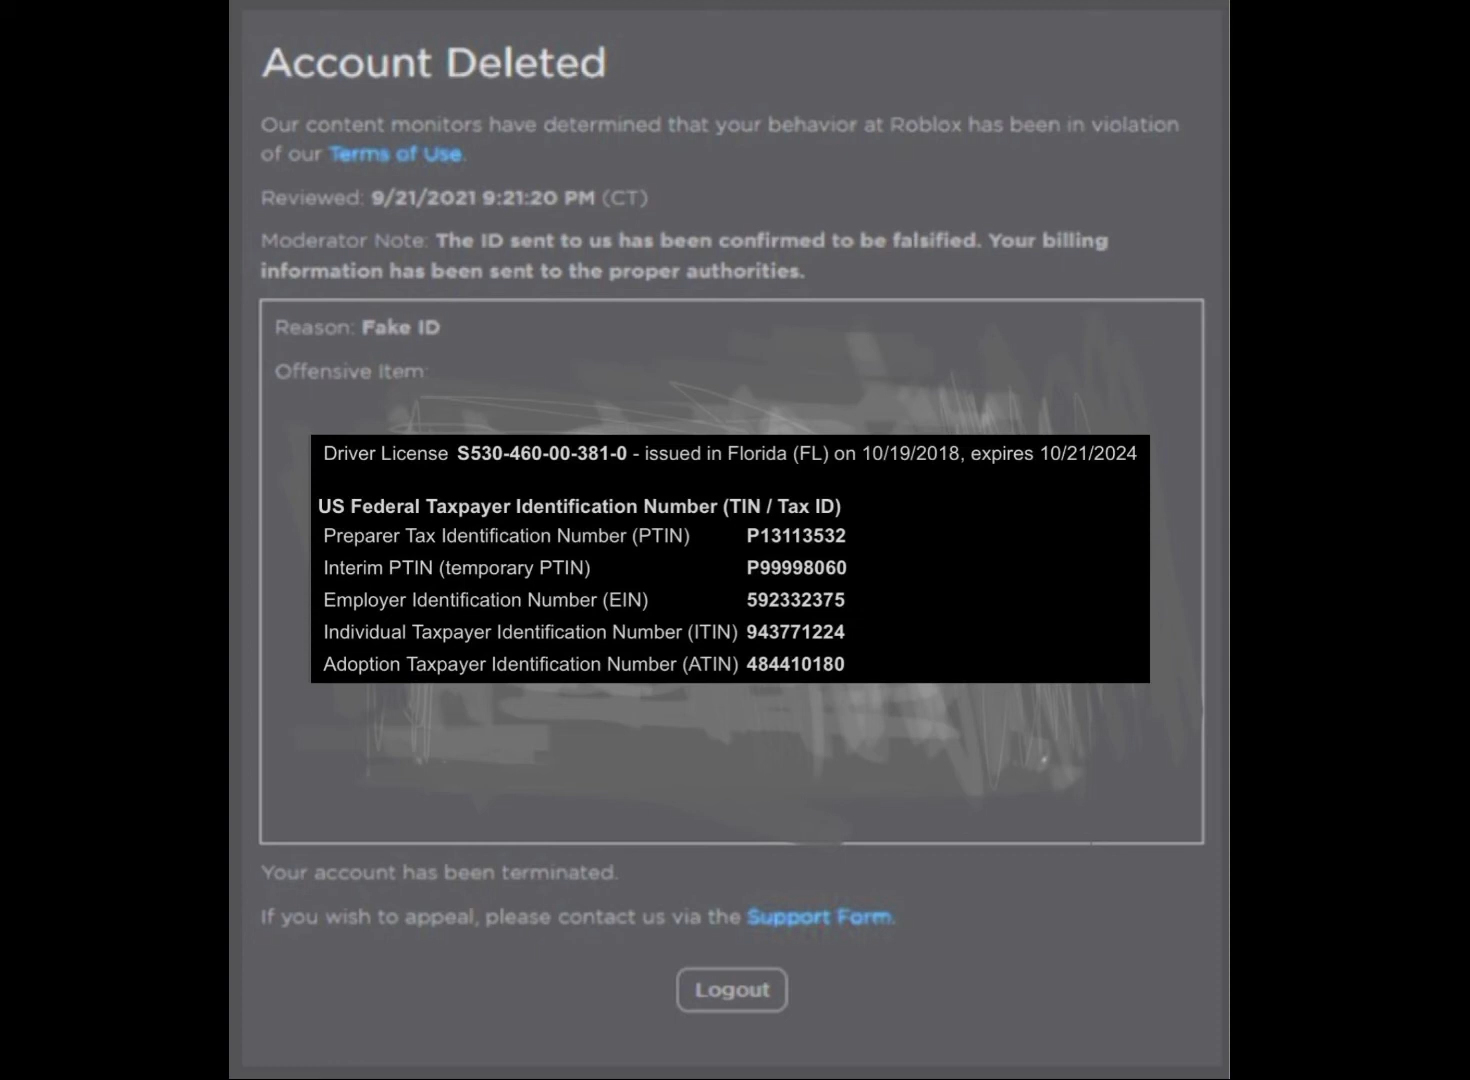 Account Deleted
Our content monitors have determined that your behavior at Roblox has been in violation
of our Terms of Use.
Reviewed: 9/21/2021 9:21:20 PM (CT)
Moderator Note: The ID sent to us has been confirmed to be falsified. Your billing
information has been sent to the proper authorities.
Reason: Fake ID
Offensive Item:
Driver License S530-460-00-381-0 - issued in Florida (FL) on 10/19/2018, expires 10/21/2024
US Federal Taxpayer Identification Number (TIN / Tax ID)
Preparer Tax Identification Number (PTIN) P13113532
Interim PTIN (temporary PTIN) P99998060
Employer Identification Number (EIN) 592332375
Individual Taxpayer Identification Number (ITIN) 943771224
Adoption Taxpayer Identification Number (ATIN) 484410180
Your account has been terminated.
If you wish to appeal, please contact us via the Support Form.
Logout